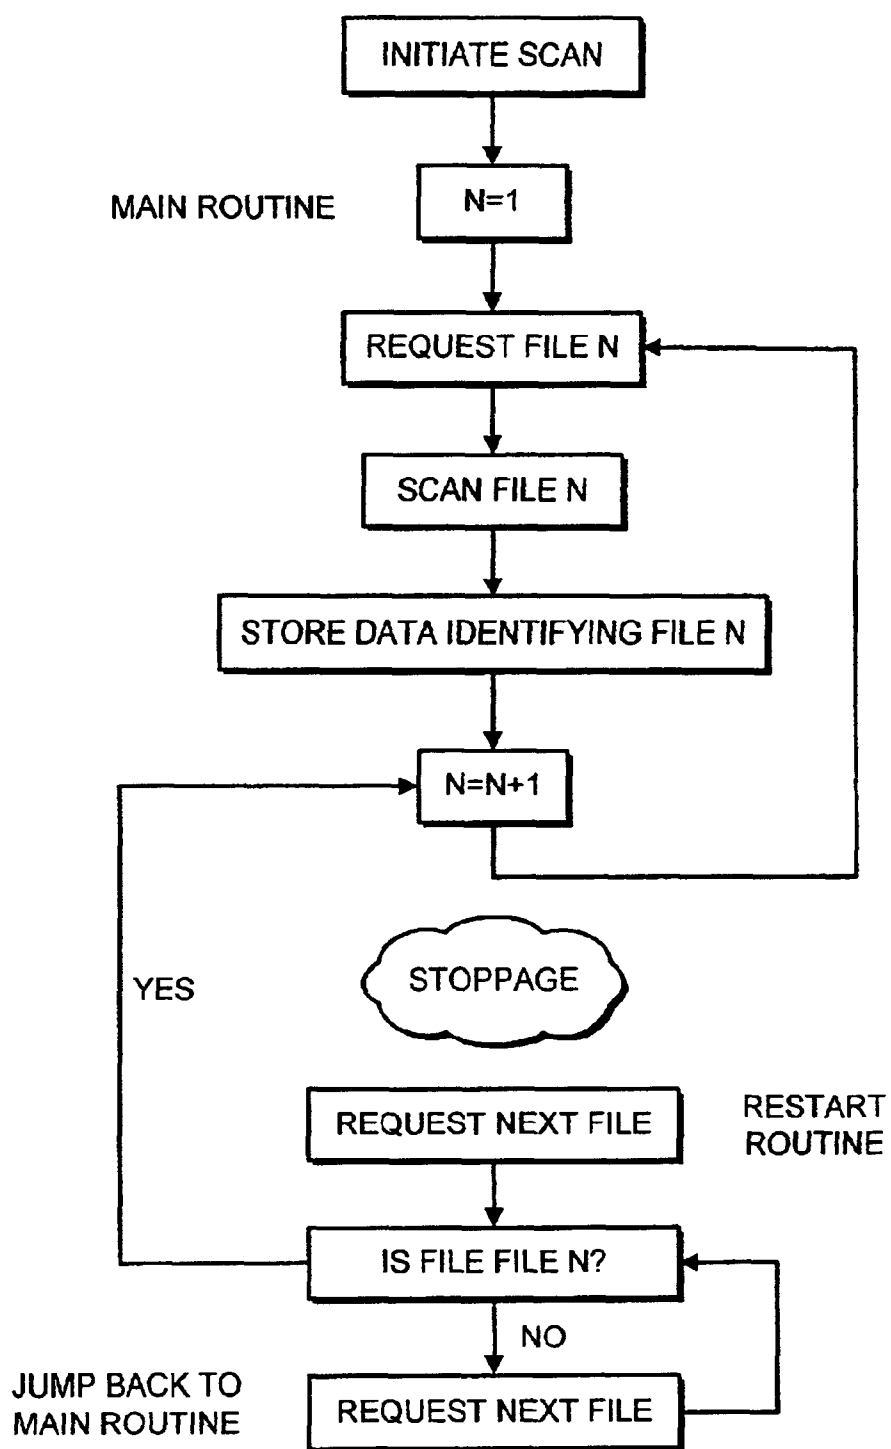 INITIATE SCAN
MAIN ROUTINE
N=1
REQUEST FILE N
SCAN FILE N
STORE DATA IDENTIFYING FILE N
N=N+1
YES
STOPPAGE
REQUEST NEXT FILE
RESTART
ROUTINE
IS FILE FILE N?
NO
JUMP BACK TO
MAIN ROUTINE
REQUEST NEXT FILE